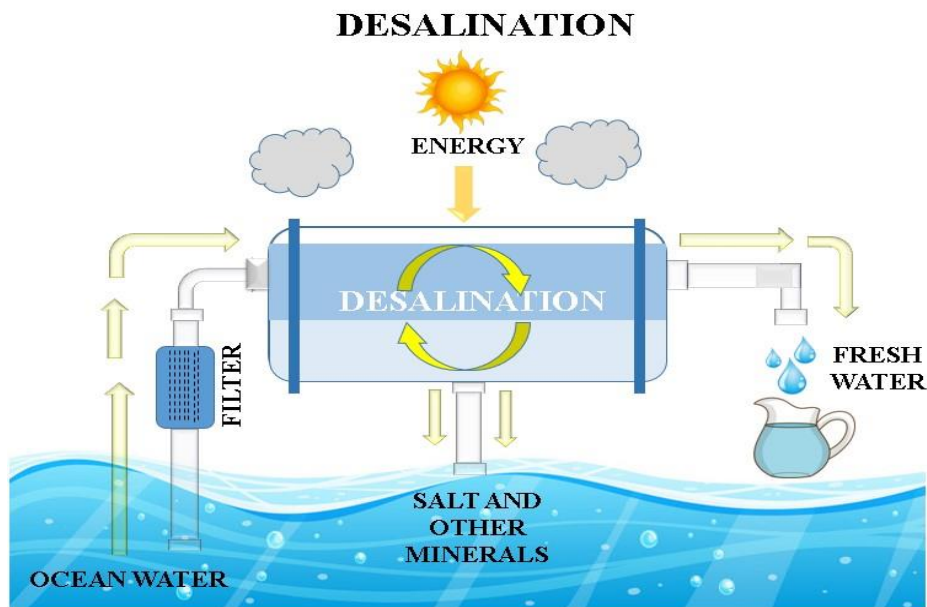 DESALINATION
ENERGY
DESALINATION
FILTER
FRESH
WATER
SALT AND
OTHER
MINERALS
OCEAN WATER